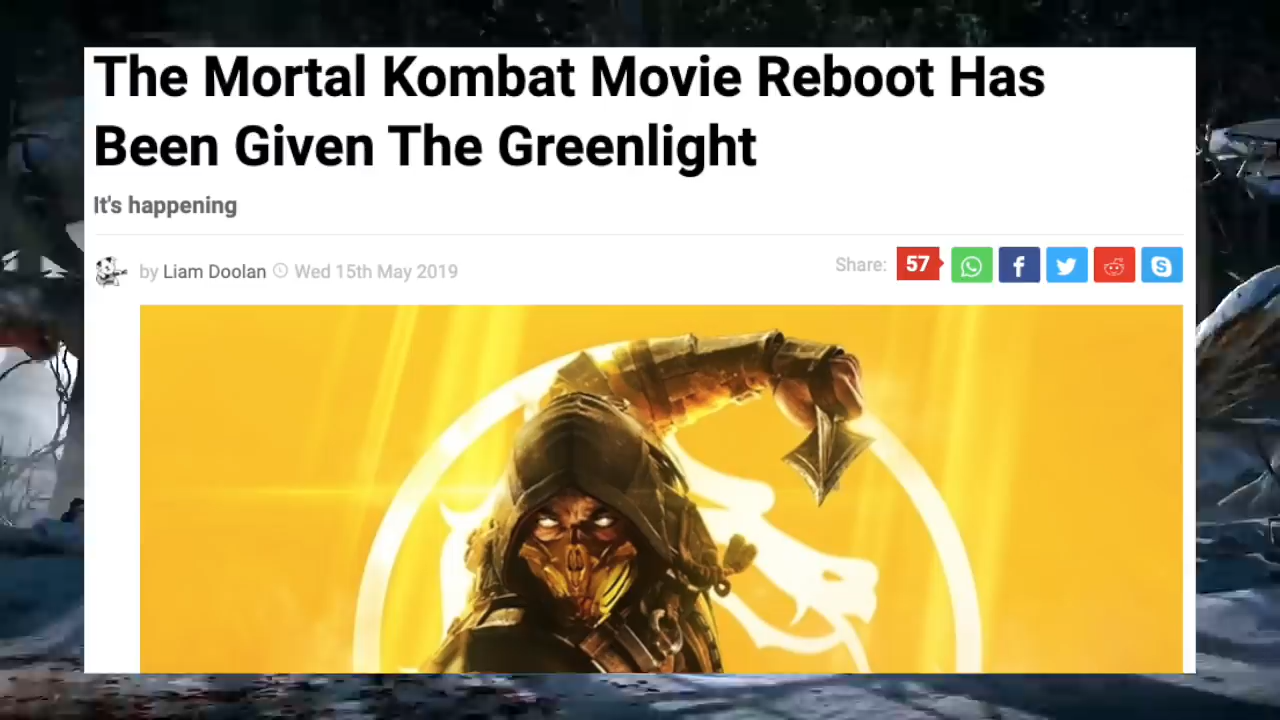 The Mortal Kombat Movie Reboot Has
Been Given The Greenlight
It's happening
by Liam Doolan Wed 15th May 2019
Share: 57